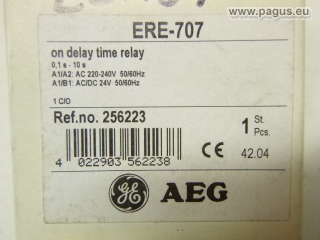 © www.pagus.eu
ERE-707
on delay time relay
0,1 s - 10 s
A1/A2: AC 220-240V 50/60Hz
A1/B1: AC/DC 24V 50/60Hz
1 C/O
Ref.no. 256223
1 St.
Pcs.
4 022903 562238
CE 42.04
GE AEG